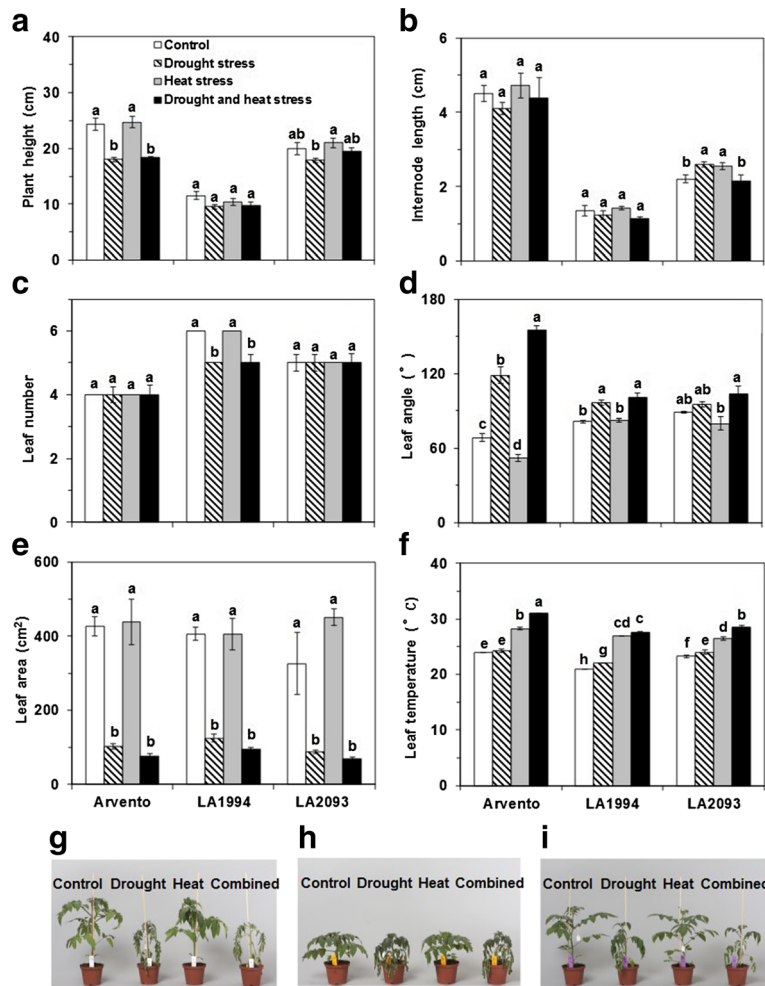 a
Plant height (cm)
40
30
20
10
0
Control
Drought stress
Heat stress
Drought and heat stress
a b a b
a a a a
ab b a ab
b
Internode length (cm)
6
4
2
0
a a a a
a a a a
b a a b
c
Leaf number
6
4
2
0
a a a a
a b a b
a a a a
d
Leaf angle (°)
180
120
60
0
c b d a
b a b a
ab ab b a
e
Leaf area (cm²)
600
400
200
0
a b a b
a b a b
a b a b
Arvento LA1994 LA2093
f
Leaf temperature (°C)
40
30
20
10
0
e e b a
h g cd c
f e d b
Arvento LA1994 LA2093
g
Control Drought Heat Combined
h
Control Drought Heat Combined
i
Control Drought Heat Combined